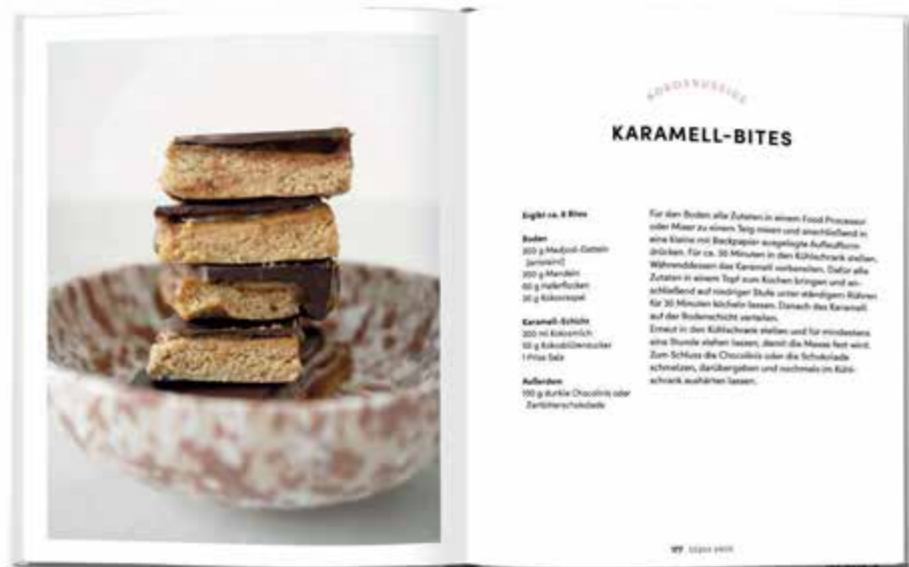 KOKOSNUSSIGE
KARAMELL-BITES
Ergibt ca. 8 Bites
Boden
300 g Medjool-Datteln
(entsteint)
200 g Mandeln
60 g Haferflocken
30 g Kokosraspel
Karamell-Schicht
200 ml Kokosmilch
50 g Kokosblütenzucker
1 Prise Salz
Außerdem
100 g dunkle Chocolinis oder
Zartbitterschokolade
Für den Boden alle Zutaten in einem Food Processor
oder Mixer zu einem Teig mixen und anschließend in
eine kleine mit Backpapier ausgelegte Auflaufform
drücken. Für ca. 30 Minuten in den Kühlschrank stellen.
Währenddessen das Karamell vorbereiten. Dafür alle
Zutaten in einem Topf zum Kochen bringen und an-
schließend auf niedriger Stufe unter ständigem Rühren
für 30 Minuten köcheln lassen. Danach das Karamell
auf der Bodenschicht verteilen.
Erneut in den Kühlschrank stellen und für mindestens
eine Stunde stehen lassen, damit die Masse fest wird.
Zum Schluss die Chocolinis oder die Schokolade
schmelzen, darübergeben und nochmals im Kühl-
schrank aushärten lassen.